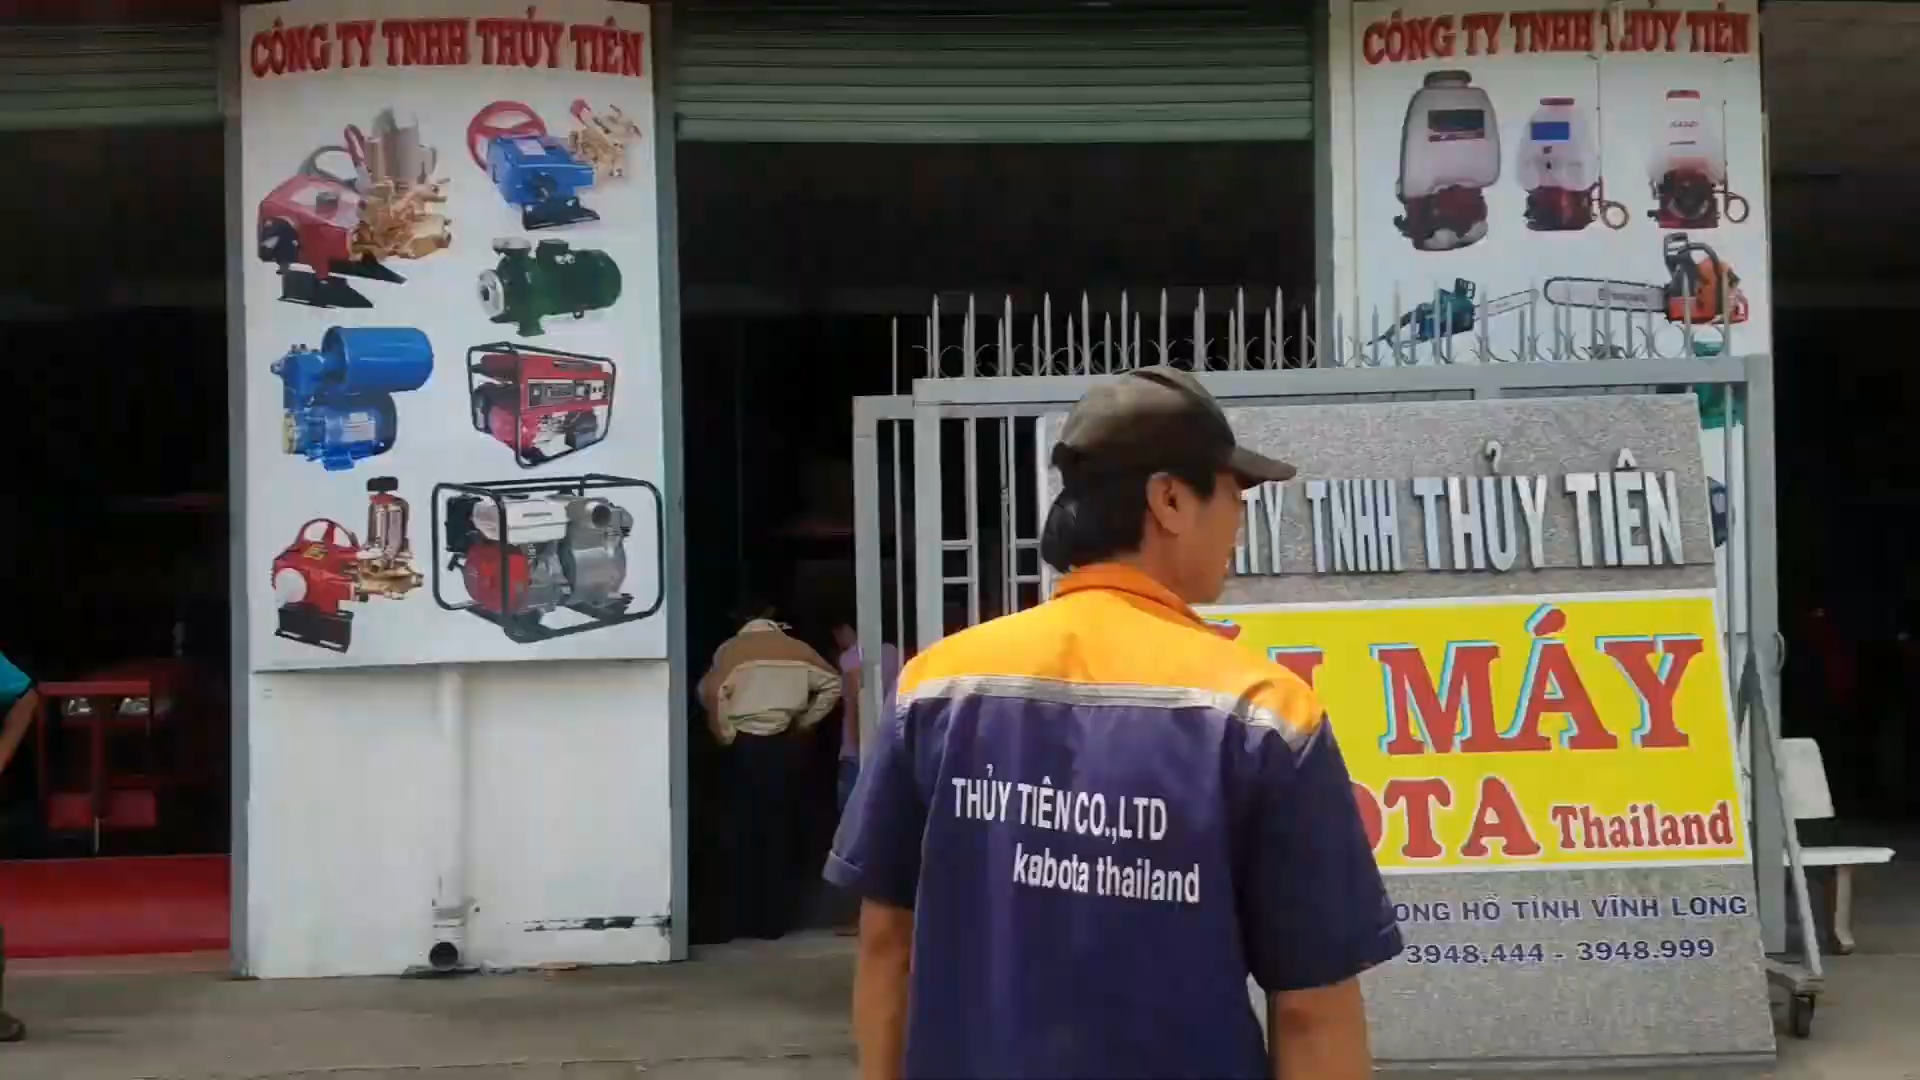 CÔNG TY TNHH THỦY TIÊN
CÔNG TY TNHH THỦY TIÊN
TY TNHH THỦY TIÊN
MÁY
OTA Thailand
ONG HỒ TỈNH VĨNH LONG
3948.444 - 3948.999
THỦY TIÊN CO.,LTD
kabota thailand